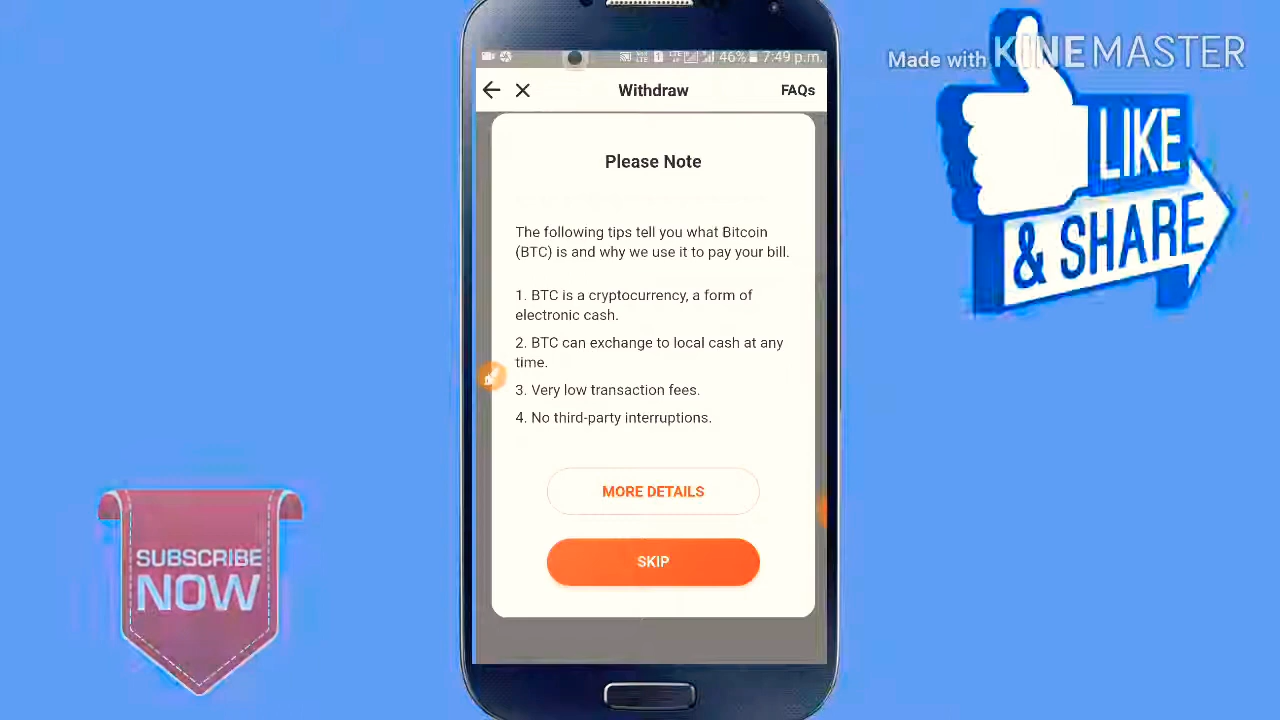 Made with KINEMASTER
46% 7:49 p.m.
Withdraw
FAQs
Please Note
The following tips tell you what Bitcoin
(BTC) is and why we use it to pay your bill.
1. BTC is a cryptocurrency, a form of
electronic cash.
2. BTC can exchange to local cash at any
time.
3. Very low transaction fees.
4. No third-party interruptions.
MORE DETAILS
SKIP
LIKE
& SHARE
SUBSCRIBE
NOW